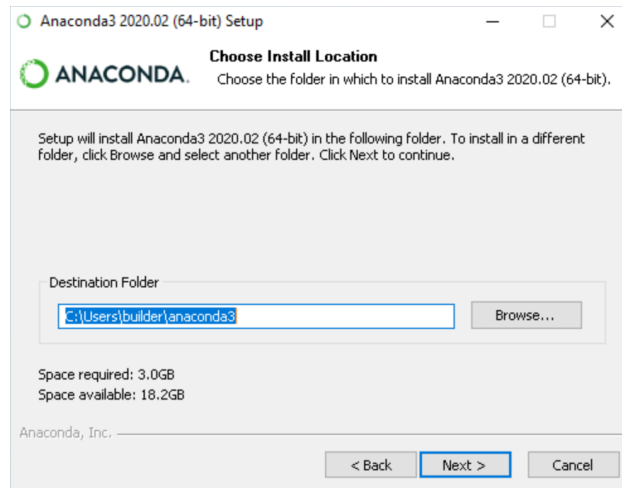 Anaconda3 2020.02 (64-bit) Setup
ANACONDA.
Choose Install Location
Choose the folder in which to install Anaconda3 2020.02 (64-bit).
Setup will install Anaconda3 2020.02 (64-bit) in the following folder. To install in a different
folder, click Browse and select another folder. Click Next to continue.
Destination Folder
C:\Users\builder\anaconda3
Browse...
Space required: 3.0GB
Space available: 18.2GB
Anaconda, Inc.
< Back
Next >
Cancel